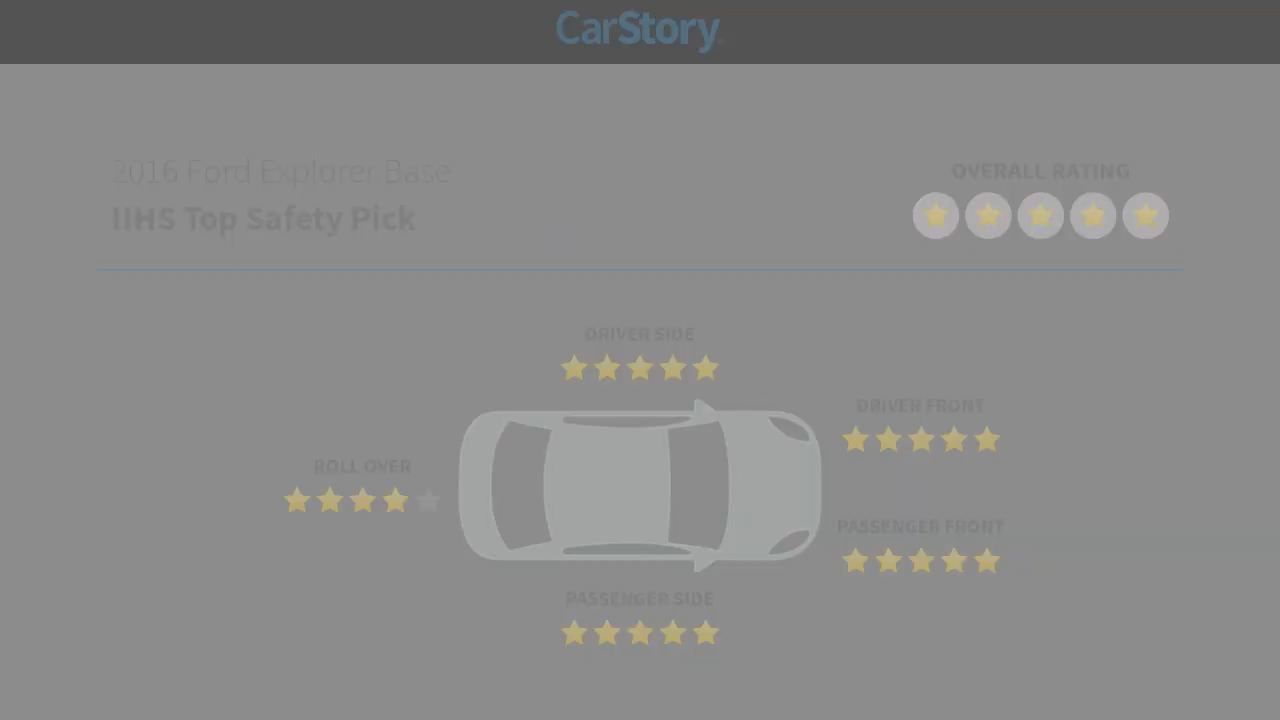 CarStory
2016 Ford Explorer Base
IIHS Top Safety Pick
OVERALL RATING
DRIVER SIDE
DRIVER FRONT
ROLL OVER
PASSENGER FRONT
PASSENGER SIDE